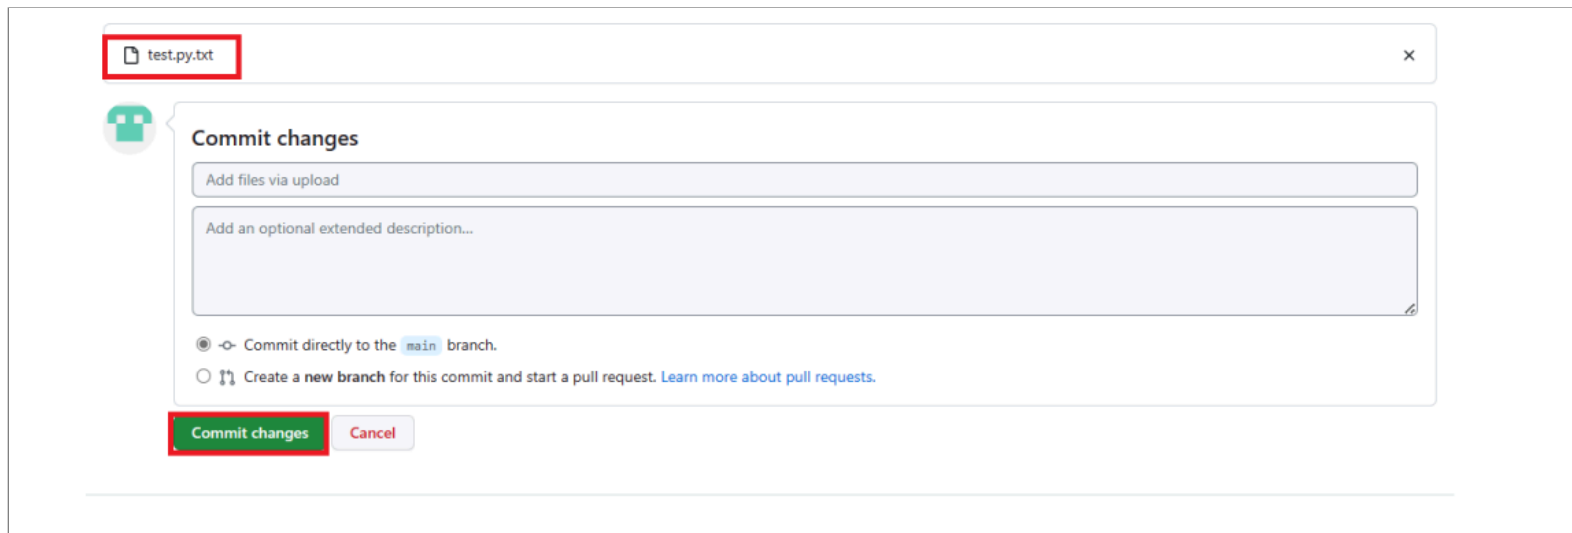 test.py.txt
Commit changes
Add files via upload
Add an optional extended description...
Commit directly to the main branch.
Create a new branch for this commit and start a pull request. Learn more about pull requests.
Commit changes Cancel